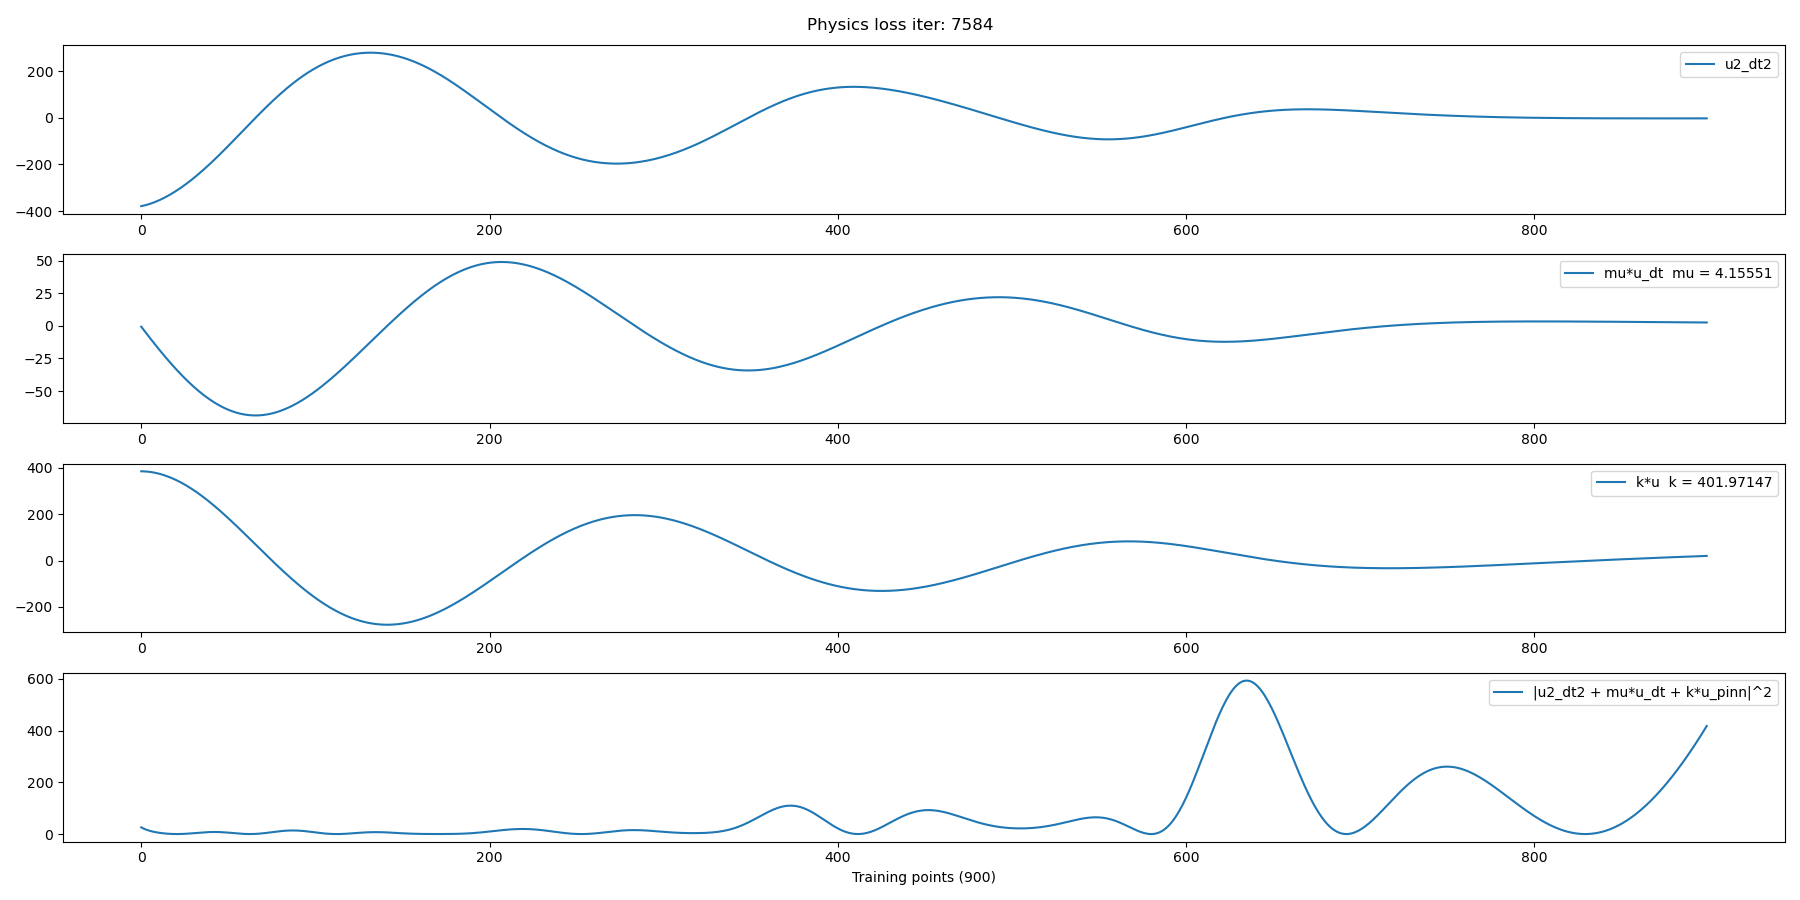 Physics loss iter: 7584
u2_dt2
200
0
−200
−400
0 200 400 600 800
mu*u_dt  mu = 4.15551
50
25
0
−25
−50
0 200 400 600 800
k*u  k = 401.97147
400
200
0
−200
0 200 400 600 800
|u2_dt2 + mu*u_dt + k*u_pinn|^2
600
400
200
0
0 200 400 600 800
Training points (900)